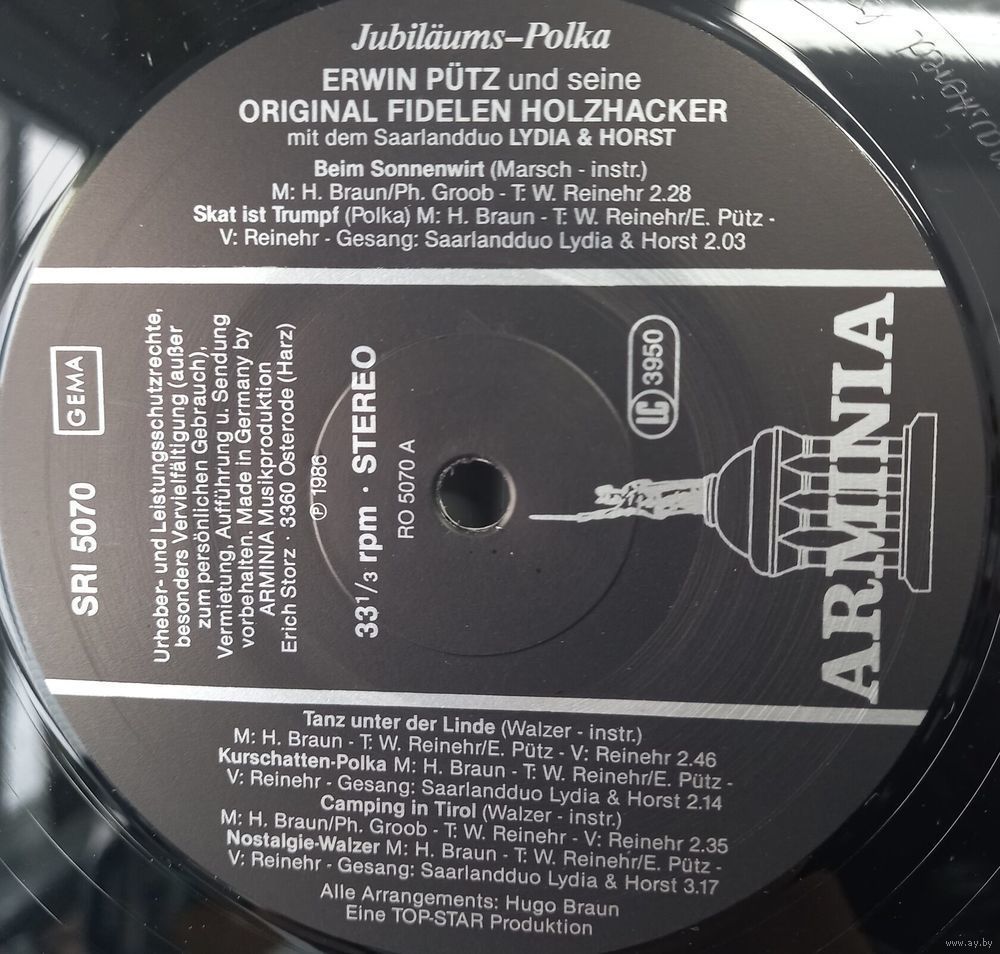 Jubiläums–Polka
ERWIN PÜTZ und seine
ORIGINAL FIDELEN HOLZHACKER
mit dem Saarlandduo LYDIA & HORST
Beim Sonnenwirt (Marsch - instr.)
M: H. Braun/Ph. Groob - T: W. Reinehr 2.28
Skat ist Trumpf (Polka) M: H. Braun - T: W. Reinehr/E. Pütz -
V: Reinehr - Gesang: Saarlandduo Lydia & Horst 2.03
GEMA
SRI 5070
Urheber- und Leistungsschutzrechte,
besonders Vervielfältigung (außer
zum persönlichen Gebrauch),
Vermietung, Aufführung u. Sendung
vorbehalten. Made in Germany by
ARMINIA Musikproduktion
Erich Storz · 3360 Osterode (Harz)
℗ 1986
33 1/3 rpm · STEREO
RO 5070 A
LC 3950
ARMINIA
Tanz unter der Linde (Walzer - instr.)
M: H. Braun - T: W. Reinehr/E. Pütz - V: Reinehr 2.46
Kurschatten-Polka M: H. Braun - T: W. Reinehr/E. Pütz -
V: Reinehr - Gesang: Saarlandduo Lydia & Horst 2.14
Camping in Tirol (Walzer - instr.)
M: H. Braun/Ph. Groob - T: W. Reinehr - V: Reinehr 2.35
Nostalgie-Walzer M: H. Braun - T: W. Reinehr/E. Pütz -
V: Reinehr - Gesang: Saarlandduo Lydia & Horst 3.17
Alle Arrangements: Hugo Braun
Eine TOP-STAR Produktion
www.ay.by